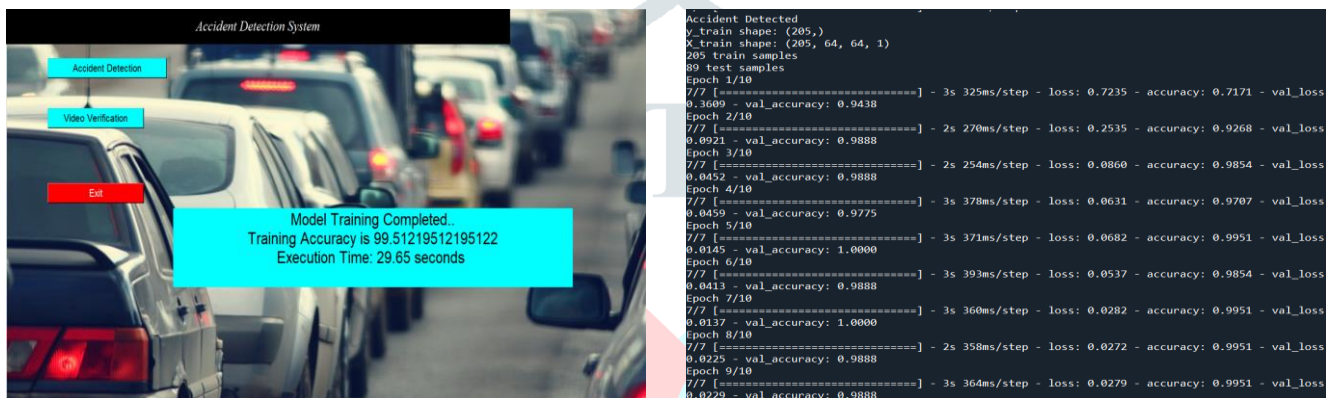 Accident Detection System
Accident Detection
Video Verification
Exit
Model Training Completed..
Training Accuracy is 99.51219512195122
Execution Time: 29.65 seconds
Accident Detected
y_train shape: (205,)
X_train shape: (205, 64, 64, 1)
205 train samples
89 test samples
Epoch 1/10
7/7 [==============================] - 3s 325ms/step - loss: 0.7235 - accuracy: 0.7171 - val_loss
0.3609 - val_accuracy: 0.9438
Epoch 2/10
7/7 [==============================] - 2s 270ms/step - loss: 0.2535 - accuracy: 0.9268 - val_loss
0.0921 - val_accuracy: 0.9888
Epoch 3/10
7/7 [==============================] - 2s 254ms/step - loss: 0.0860 - accuracy: 0.9854 - val_loss
0.0452 - val_accuracy: 0.9888
Epoch 4/10
7/7 [==============================] - 3s 378ms/step - loss: 0.0631 - accuracy: 0.9707 - val_loss
0.0459 - val_accuracy: 0.9775
Epoch 5/10
7/7 [==============================] - 3s 371ms/step - loss: 0.0682 - accuracy: 0.9951 - val_loss
0.0145 - val_accuracy: 1.0000
Epoch 6/10
7/7 [==============================] - 3s 393ms/step - loss: 0.0537 - accuracy: 0.9854 - val_loss
0.0413 - val_accuracy: 0.9888
Epoch 7/10
7/7 [==============================] - 3s 360ms/step - loss: 0.0282 - accuracy: 0.9951 - val_loss
0.0137 - val_accuracy: 1.0000
Epoch 8/10
7/7 [==============================] - 2s 358ms/step - loss: 0.0272 - accuracy: 0.9951 - val_loss
0.0225 - val_accuracy: 0.9888
Epoch 9/10
7/7 [==============================] - 3s 364ms/step - loss: 0.0279 - accuracy: 0.9951 - val_loss
0.0229 - val_accuracy: 0.9888